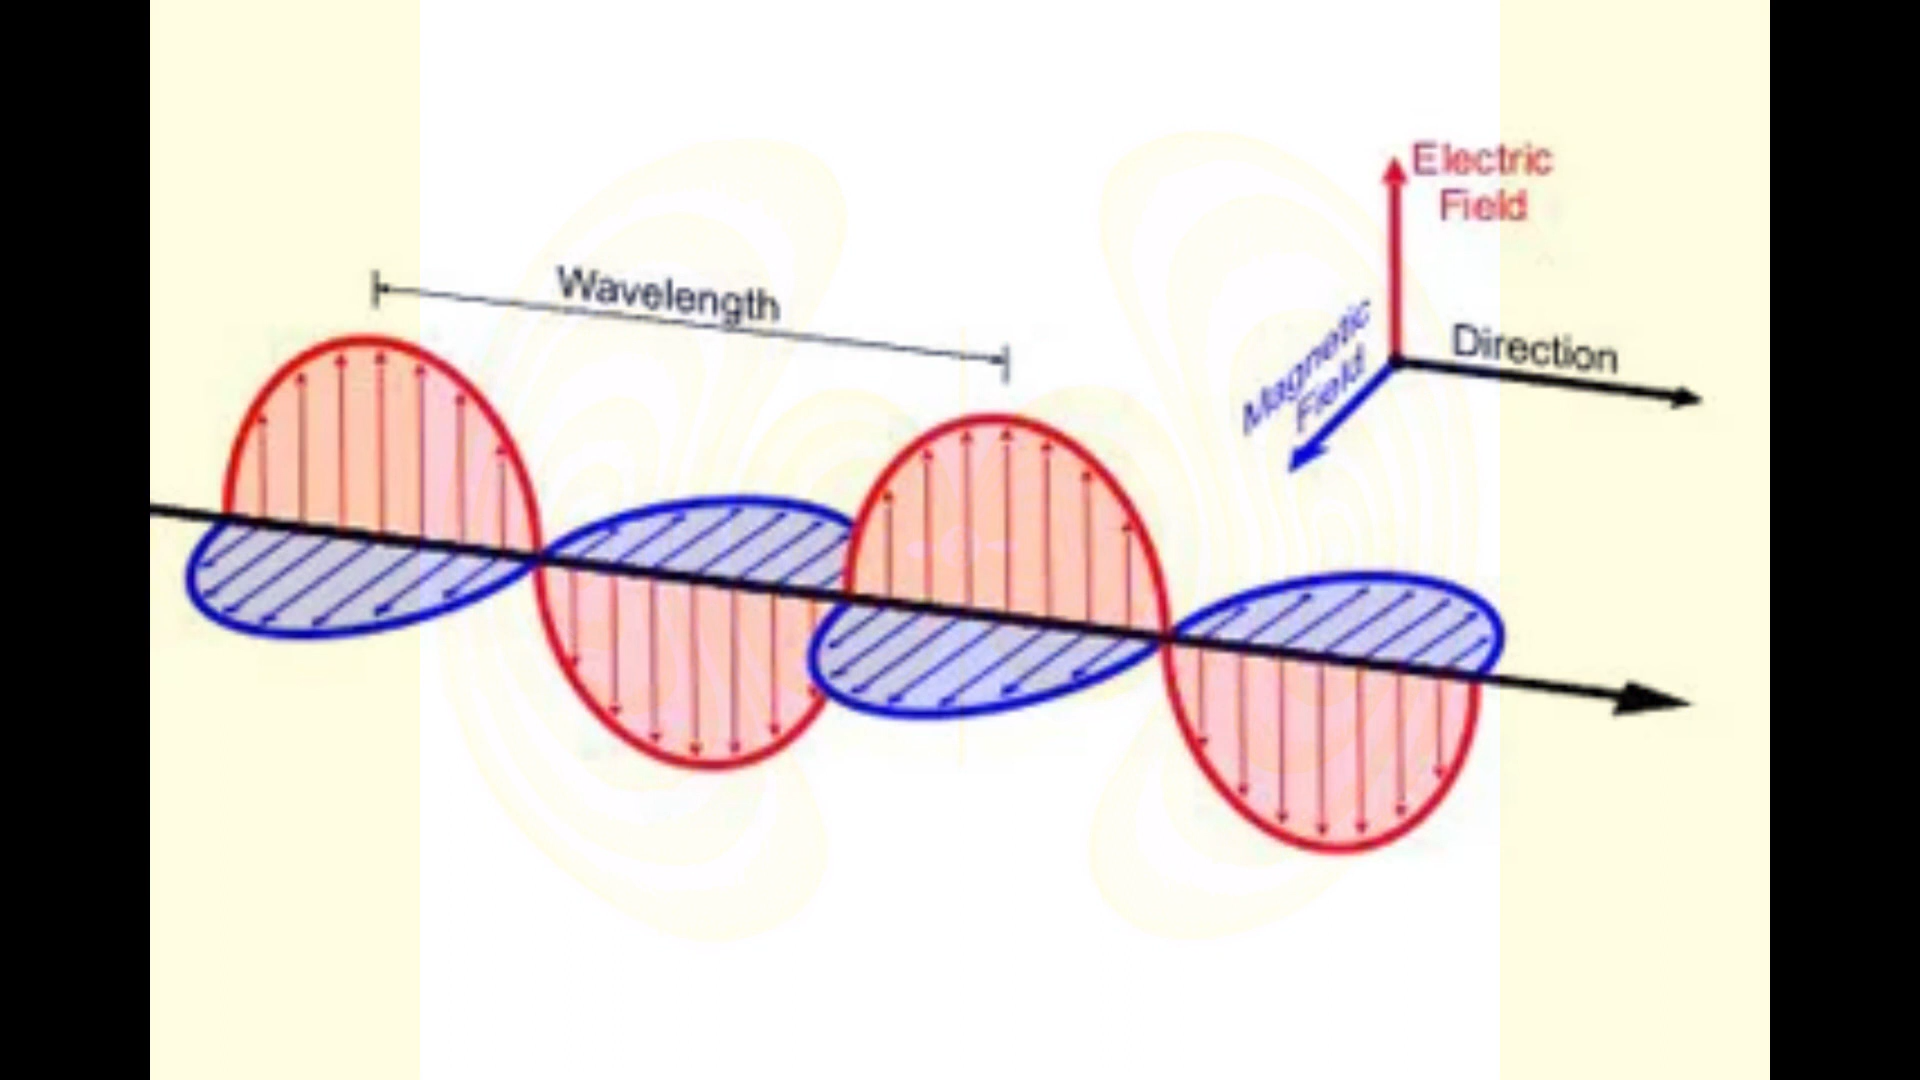 Electric
Field
Wavelength
Magnetic
Field
Direction